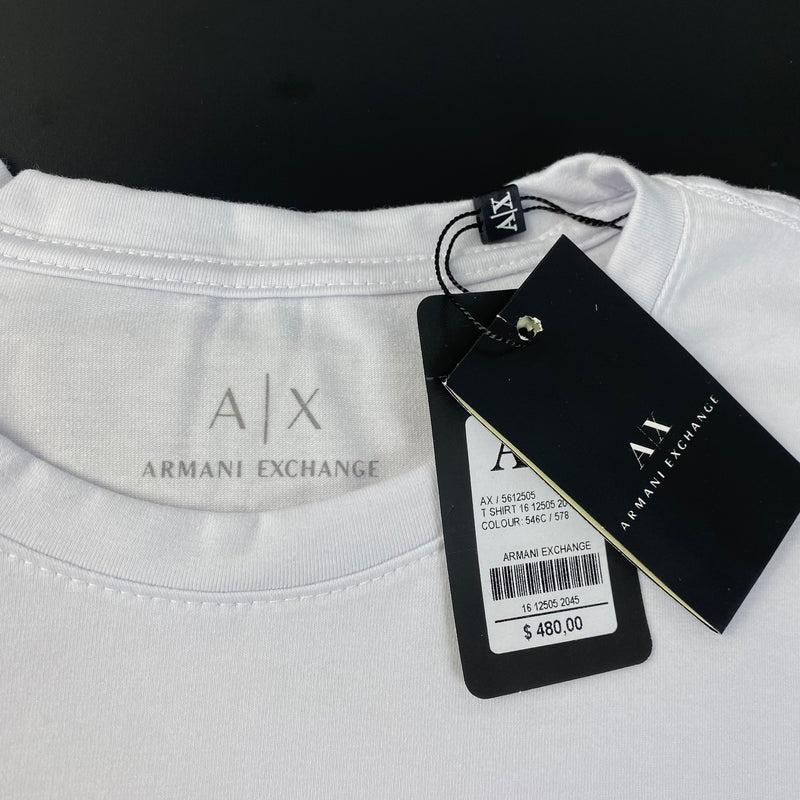 A|X
A|X
ARMANI EXCHANGE
A|X
ARMANI EXCHANGE
AX / 5612505
T SHIRT 16 12505 20
COLOUR: 546C / 578
ARMANI EXCHANGE
16 12505 2045
$ 480,00